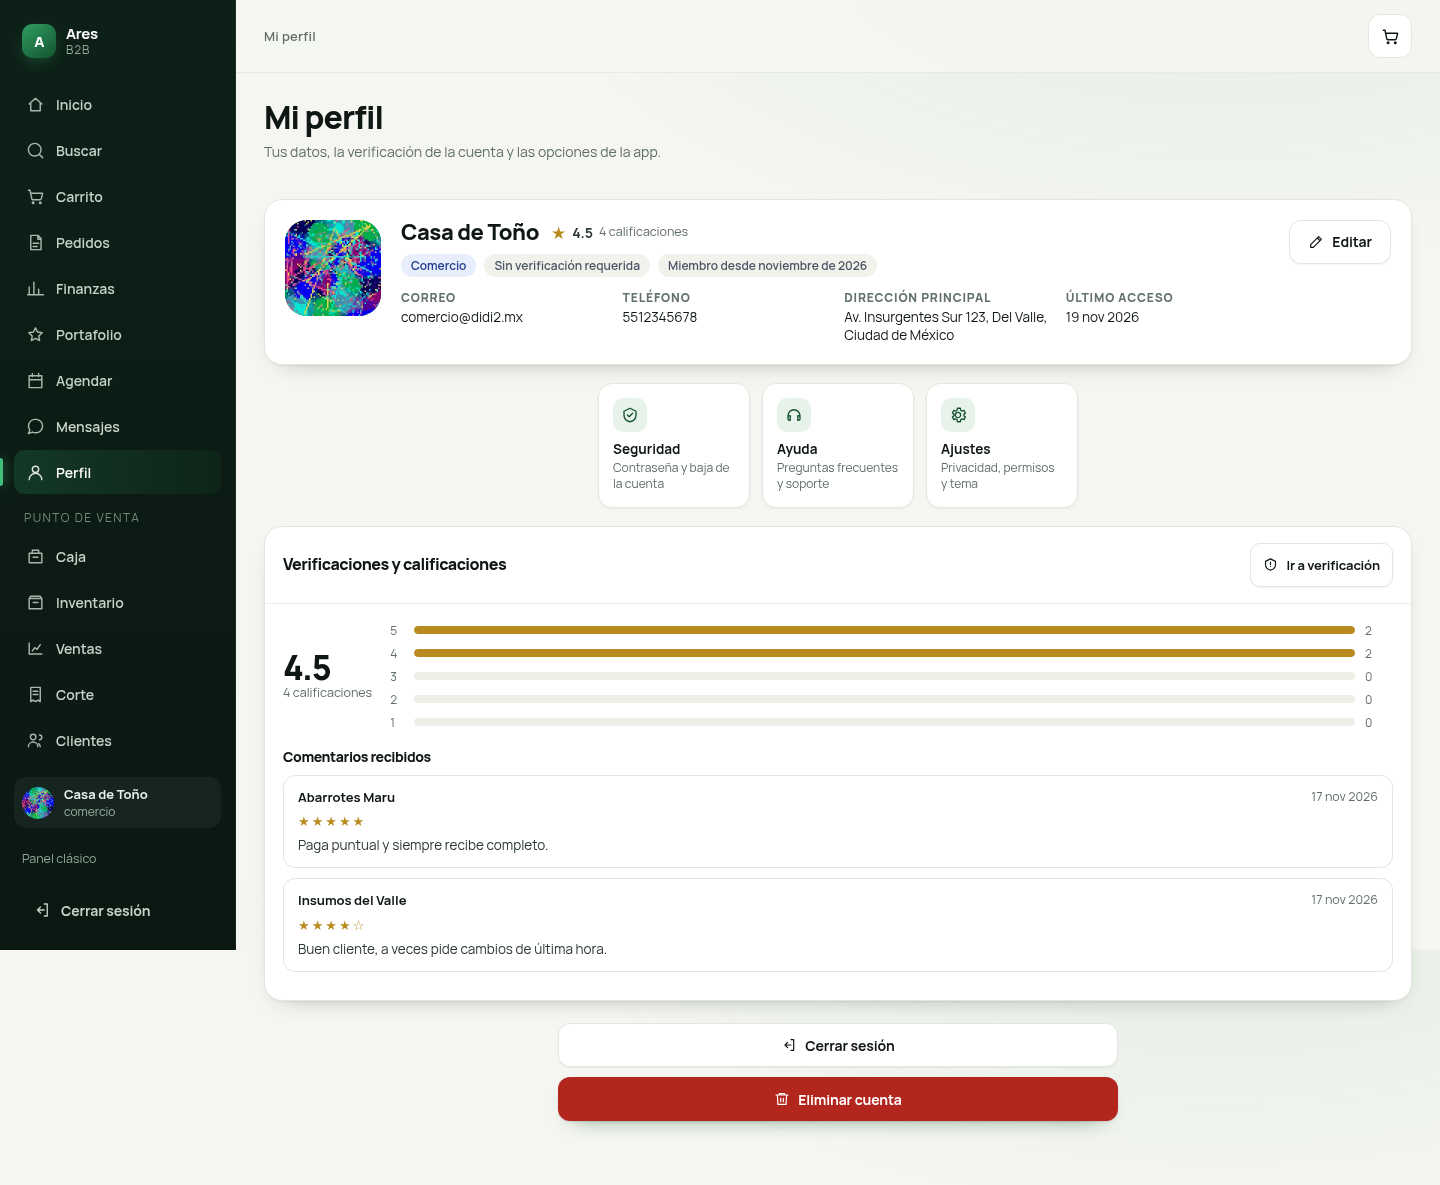 A
Ares
B2B
Inicio
Buscar
Carrito
Pedidos
Finanzas
Portafolio
Agendar
Mensajes
Perfil
PUNTO DE VENTA
Caja
Inventario
Ventas
Corte
Clientes
Casa de Toño
comercio
Panel clásico
Cerrar sesión
Mi perfil
Mi perfil
Tus datos, la verificación de la cuenta y las opciones de la app.
Casa de Toño ★ 4.5 4 calificaciones
Editar
Comercio Sin verificación requerida Miembro desde noviembre de 2026
CORREO
comercio@didi2.mx
TELÉFONO
5512345678
DIRECCIÓN PRINCIPAL
Av. Insurgentes Sur 123, Del Valle,
Ciudad de México
ÚLTIMO ACCESO
19 nov 2026
Seguridad
Contraseña y baja de
la cuenta
Ayuda
Preguntas frecuentes
y soporte
Ajustes
Privacidad, permisos
y tema
Verificaciones y calificaciones
Ir a verificación
4.5
4 calificaciones
5 2
4 2
3 0
2 0
1 0
Comentarios recibidos
Abarrotes Maru 17 nov 2026
★★★★★
Paga puntual y siempre recibe completo.
Insumos del Valle 17 nov 2026
★★★★☆
Buen cliente, a veces pide cambios de última hora.
Cerrar sesión
Eliminar cuenta